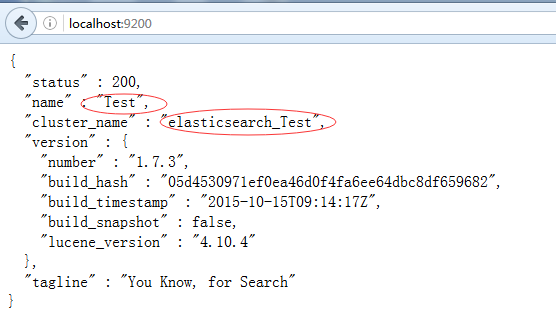 localhost:9200
{
"status" : 200,
"name" : "Test",
"cluster_name" : "elasticsearch_Test",
"version" : {
"number" : "1.7.3",
"build_hash" : "05d4530971ef0ea46d0f4fa6ee64dbc8df659682",
"build_timestamp" : "2015-10-15T09:14:17Z",
"build_snapshot" : false,
"lucene_version" : "4.10.4"
},
"tagline" : "You Know, for Search"
}